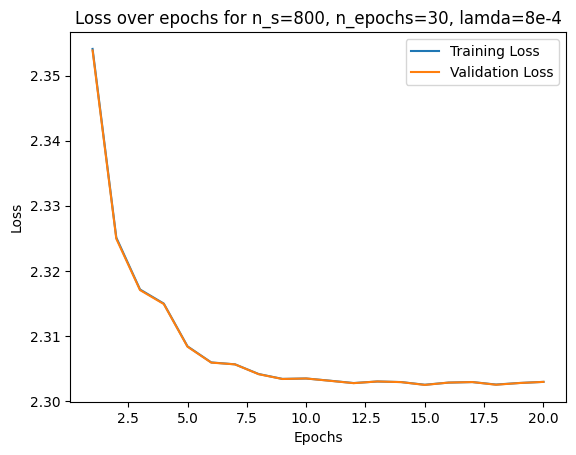 Loss over epochs for n_s=800, n_epochs=30, lamda=8e-4
Training Loss
Validation Loss
2.35
2.34
2.33
2.32
2.31
2.30
Loss
2.5
5.0
7.5
10.0
12.5
15.0
17.5
20.0
Epochs